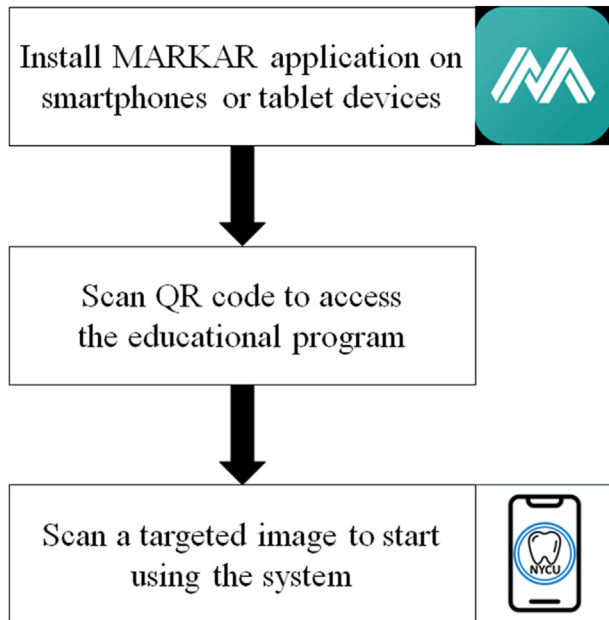 Install MARKAR application on
smartphones or tablet devices
Scan QR code to access
the educational program
Scan a targeted image to start
using the system
NYCU